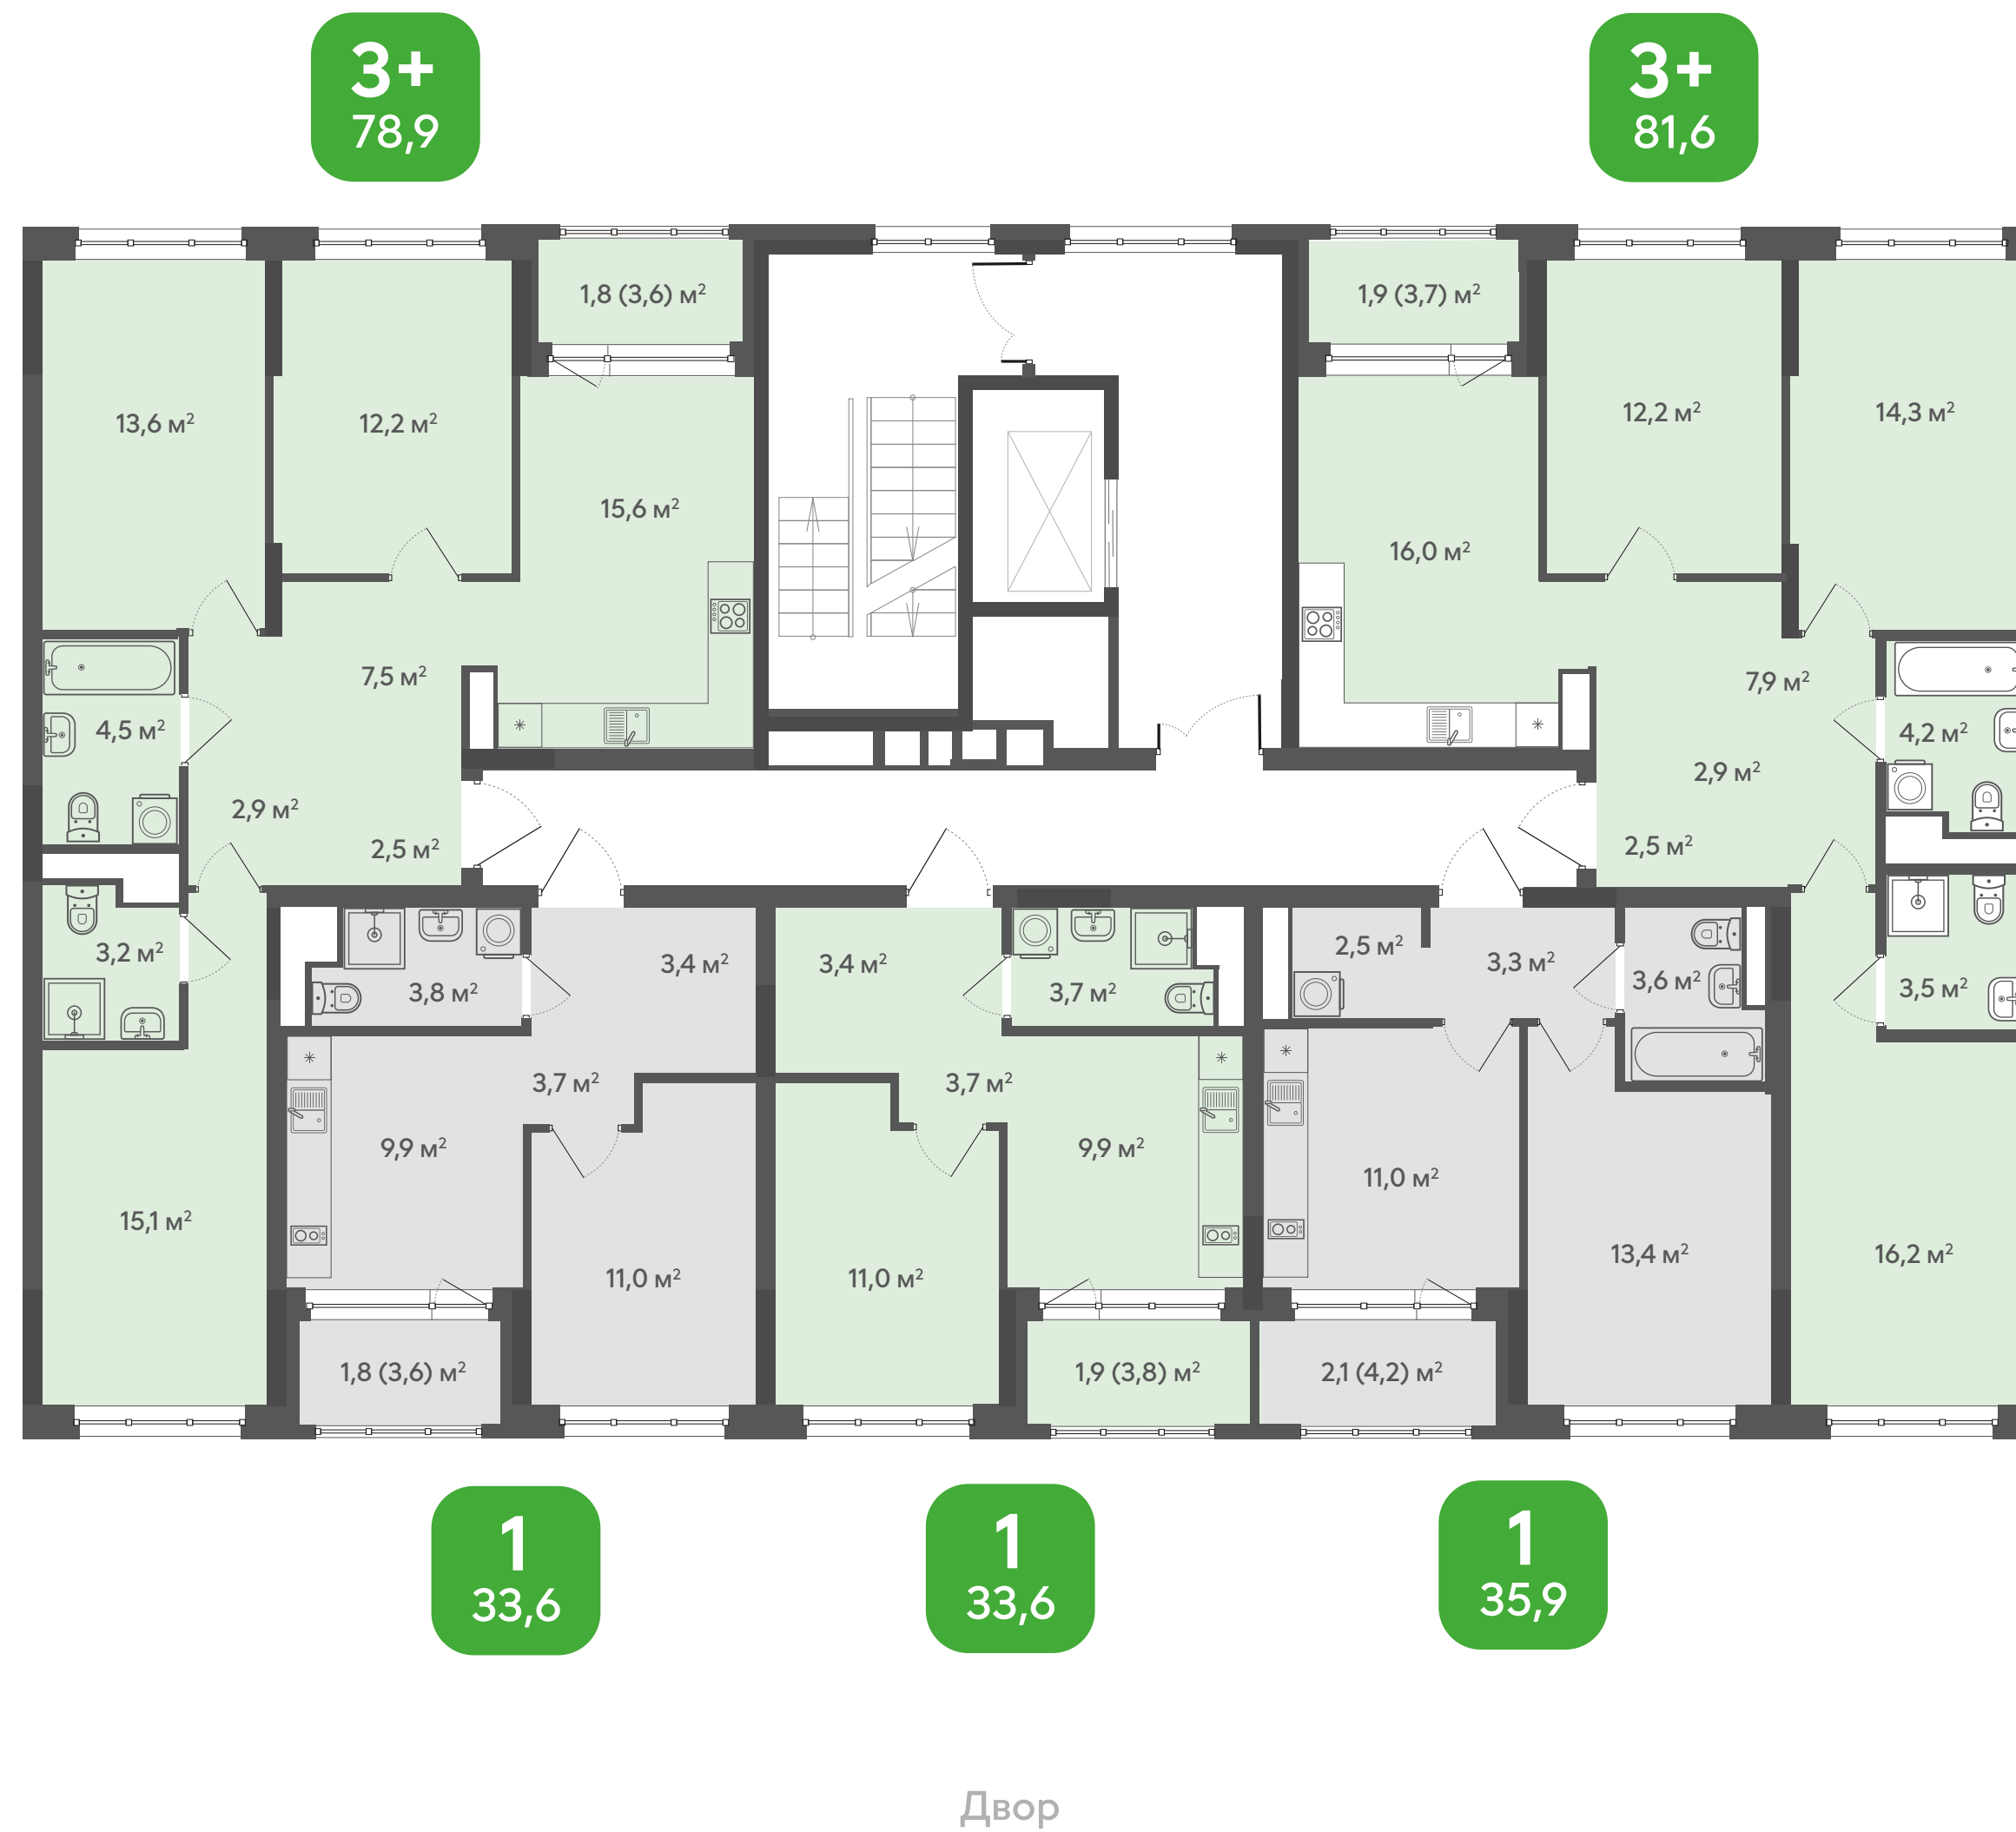 3+
78,9
3+
81,6
1,8 (3,6) м²
1,9 (3,7) м²
13,6 м²
12,2 м²
12,2 м²
14,3 м²
15,6 м²
16,0 м²
7,5 м²
7,9 м²
4,5 м²
4,2 м²
2,9 м²
2,9 м²
2,5 м²
2,5 м²
3,2 м²
3,8 м²
3,4 м²
3,4 м²
3,7 м²
2,5 м²
3,3 м²
3,6 м²
3,5 м²
3,7 м²
3,7 м²
9,9 м²
9,9 м²
11,0 м²
15,1 м²
11,0 м²
11,0 м²
13,4 м²
16,2 м²
1,8 (3,6) м²
1,9 (3,8) м²
2,1 (4,2) м²
1
33,6
1
33,6
1
35,9
Двор